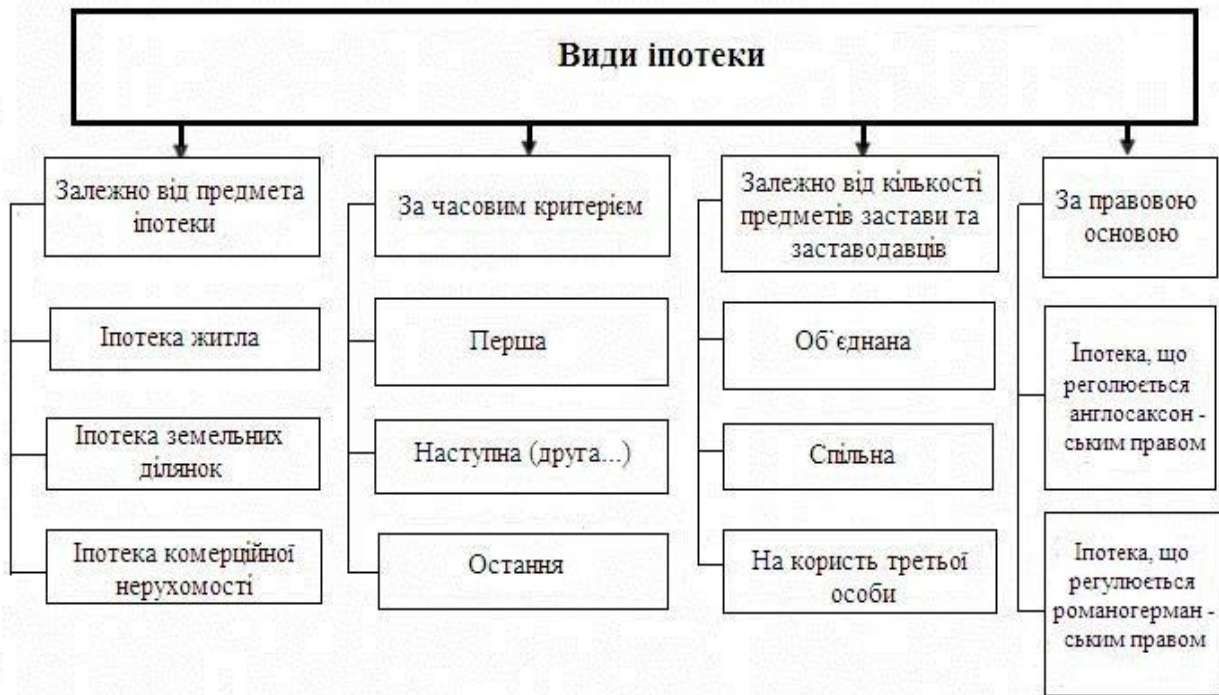 Види іпотеки
Залежно від предмета
іпотеки
Іпотека житла
Іпотека земельних
ділянок
Іпотека комерційної
нерухомості
За часовим критерієм
Перша
Наступна (друга...)
Остання
Залежно від кількості
предметів застави та
заставодавців
Об`єднана
Спільна
На користь третьої
особи
За правовою
основою
Іпотека, що
реголюється
англосаксон -
ським правом
Іпотека, що
регулюється
романогерман -
ським правом